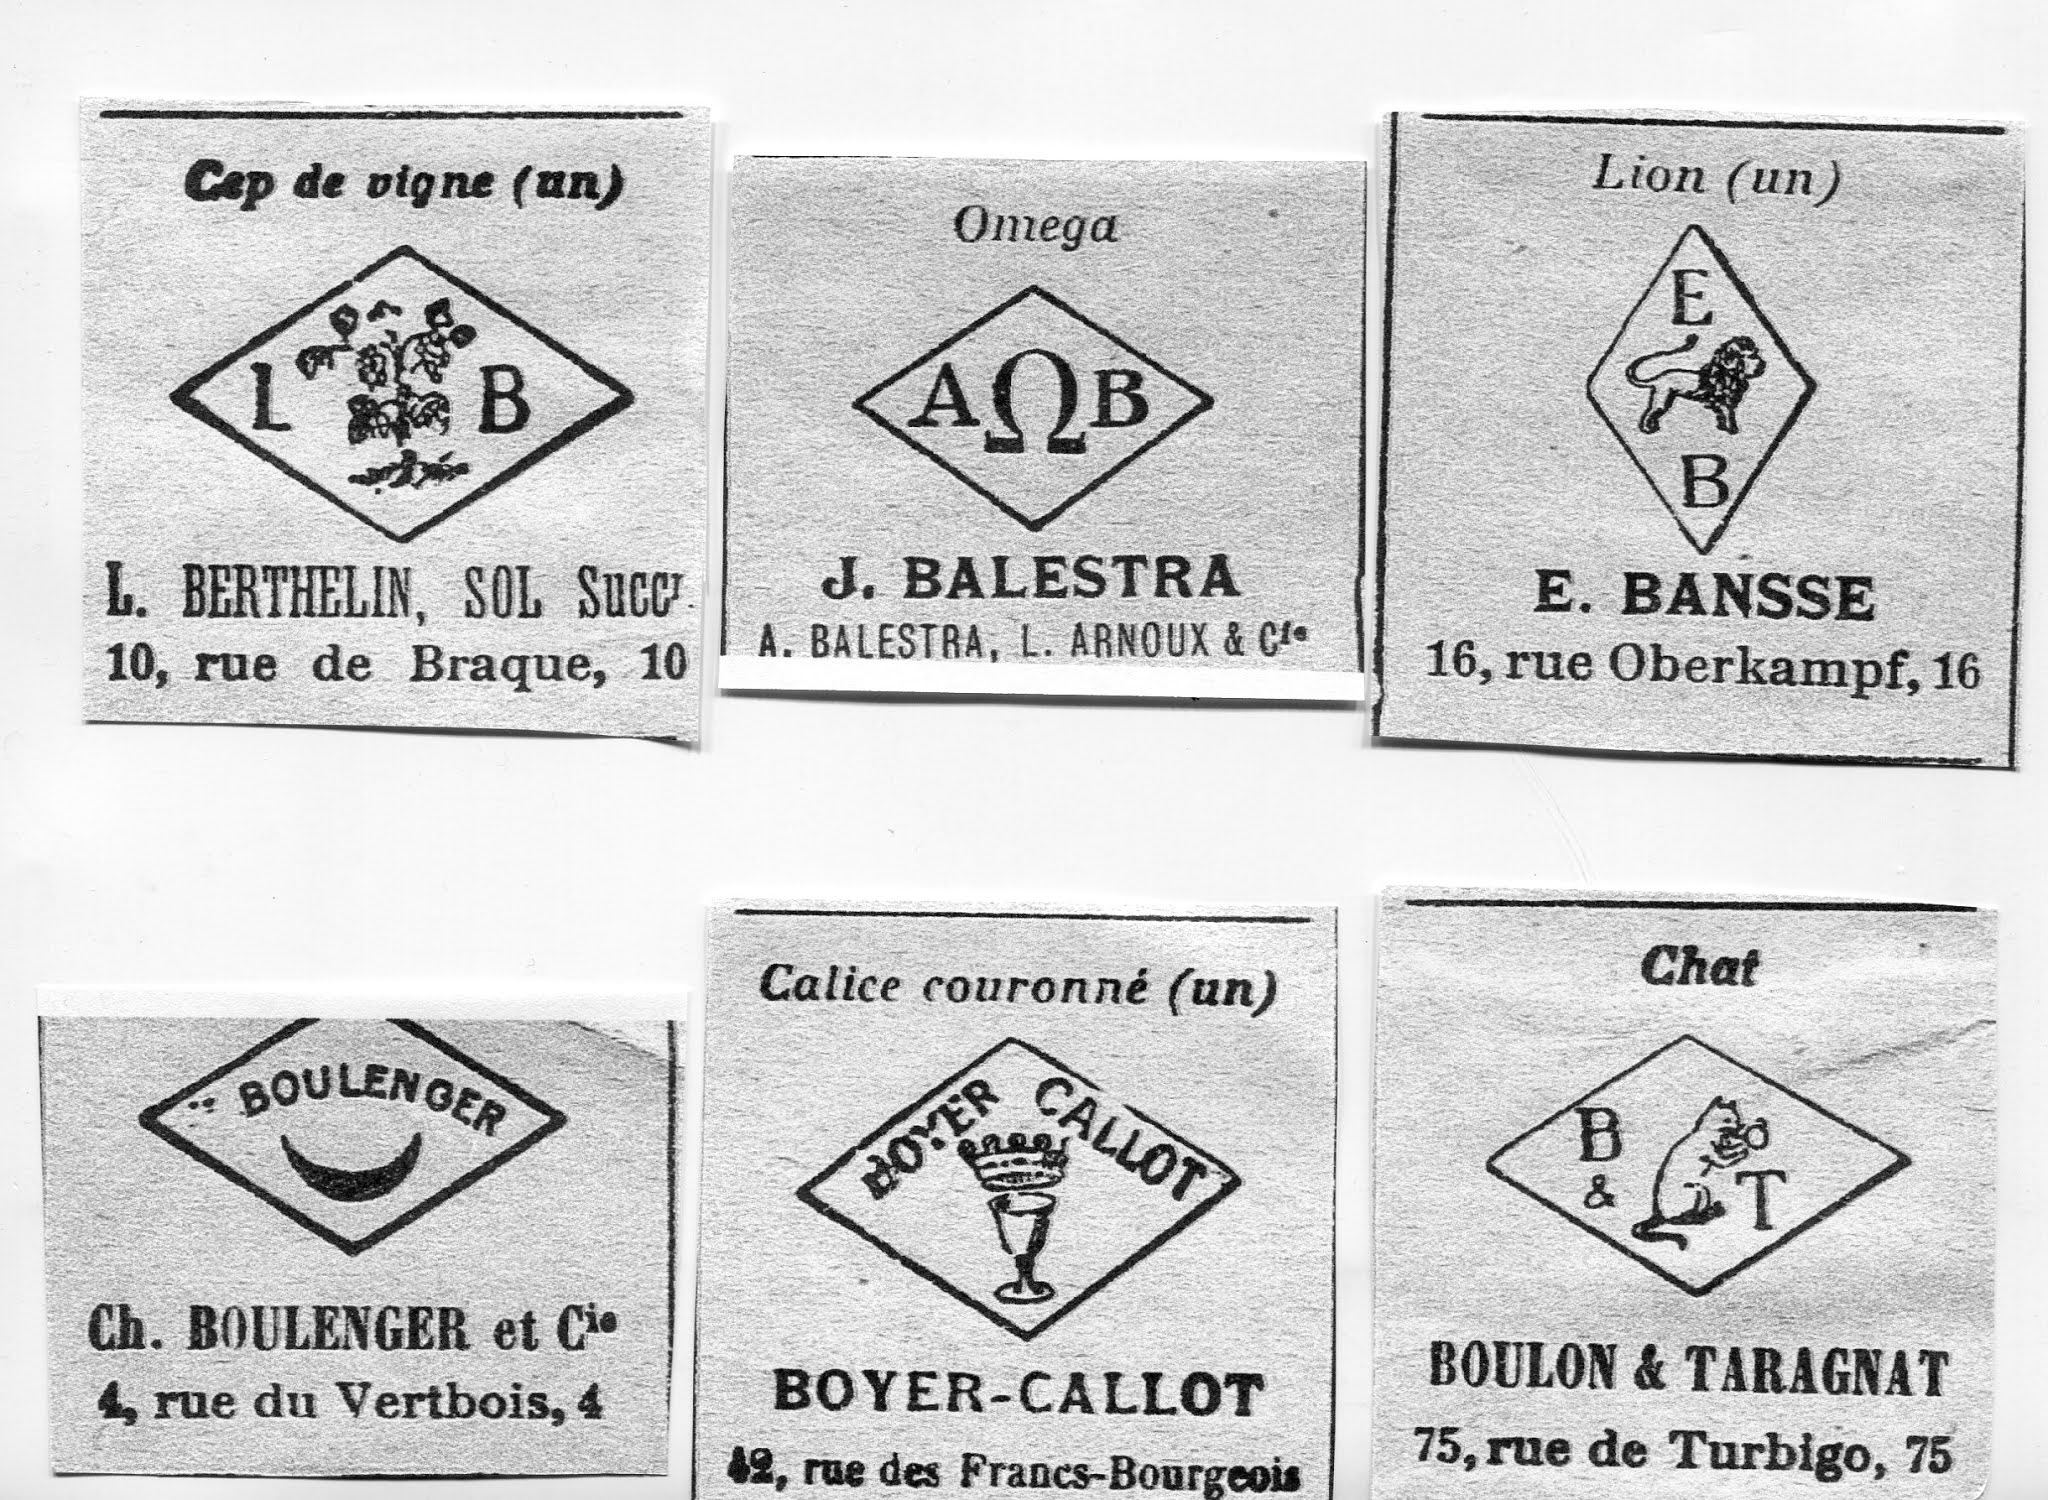 Cep de vigne (un)
L B
L. BERTHELIN, SOL Succr.
10, rue de Braque, 10
Omega
A Ω B
J. BALESTRA
A. BALESTRA, L. ARNOUX & Cie
Lion (un)
E
B
E. BANSSE
16, rue Oberkampf, 16
BOULENGER
Ch. BOULENGER et Cie
4, rue du Vertbois, 4
Calice couronné (un)
BOYER CALLOT
BOYER-CALLOT
42, rue des Francs-Bourgeois
Chat
B
& T
BOULON & TARAGNAT
75, rue de Turbigo, 75